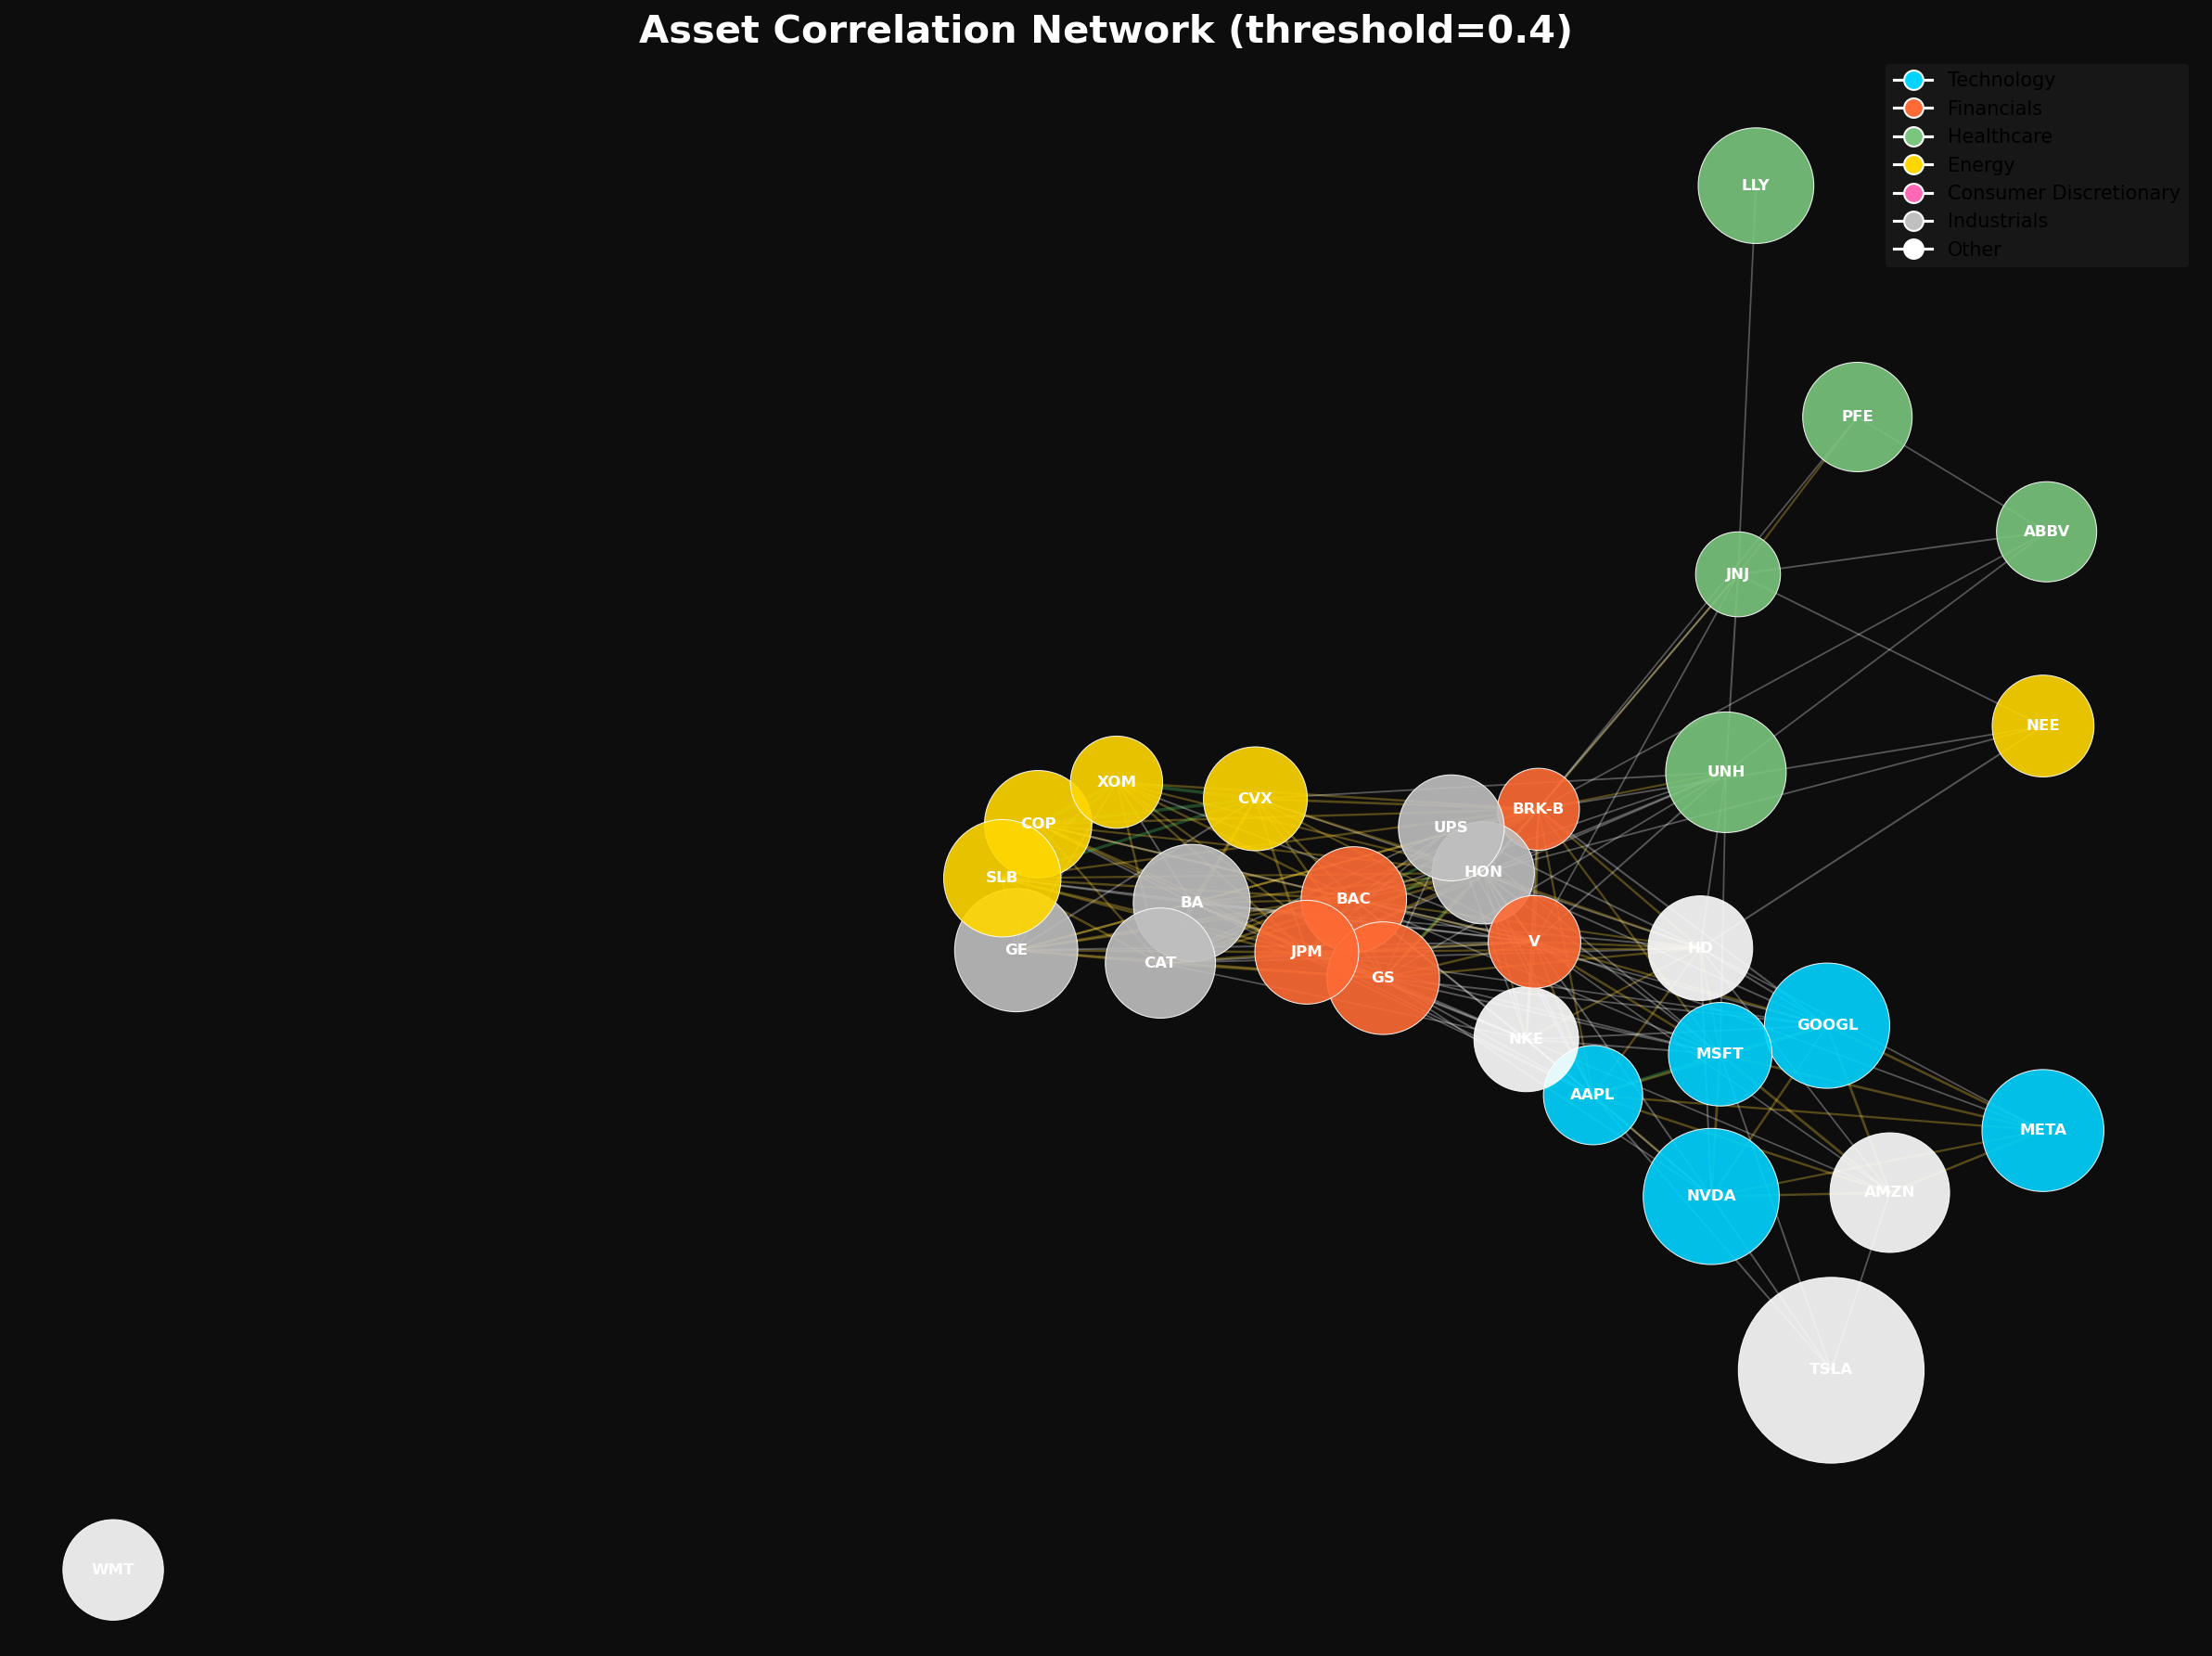 Asset Correlation Network (threshold=0.4)
Technology
Financials
Healthcare
Energy
Consumer Discretionary
Industrials
Other
LLY
PFE
ABBV
JNJ
NEE
UNH
XOM
CVX
BRK-B
COP
UPS
HON
SLB
BA
BAC
V
HD
GE
JPM
CAT
GS
GOOGL
NKE
MSFT
AAPL
META
NVDA
AMZN
TSLA
WMT